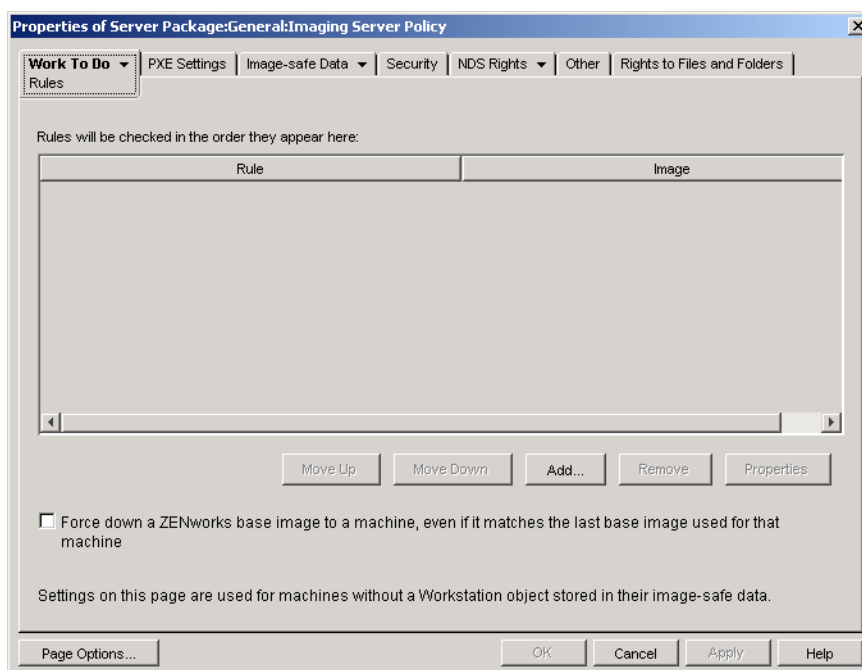 Properties of Server Package:General:Imaging Server Policy
Work To Do
PXE Settings
Image-safe Data
Security
NDS Rights
Other
Rights to Files and Folders
Rules
Rules will be checked in the order they appear here:
Rule
Image
Move Up
Move Down
Add...
Remove
Properties
Force down a ZENworks base image to a machine, even if it matches the last base image used for that
machine
Settings on this page are used for machines without a Workstation object stored in their image-safe data.
Page Options...
OK
Cancel
Apply
Help